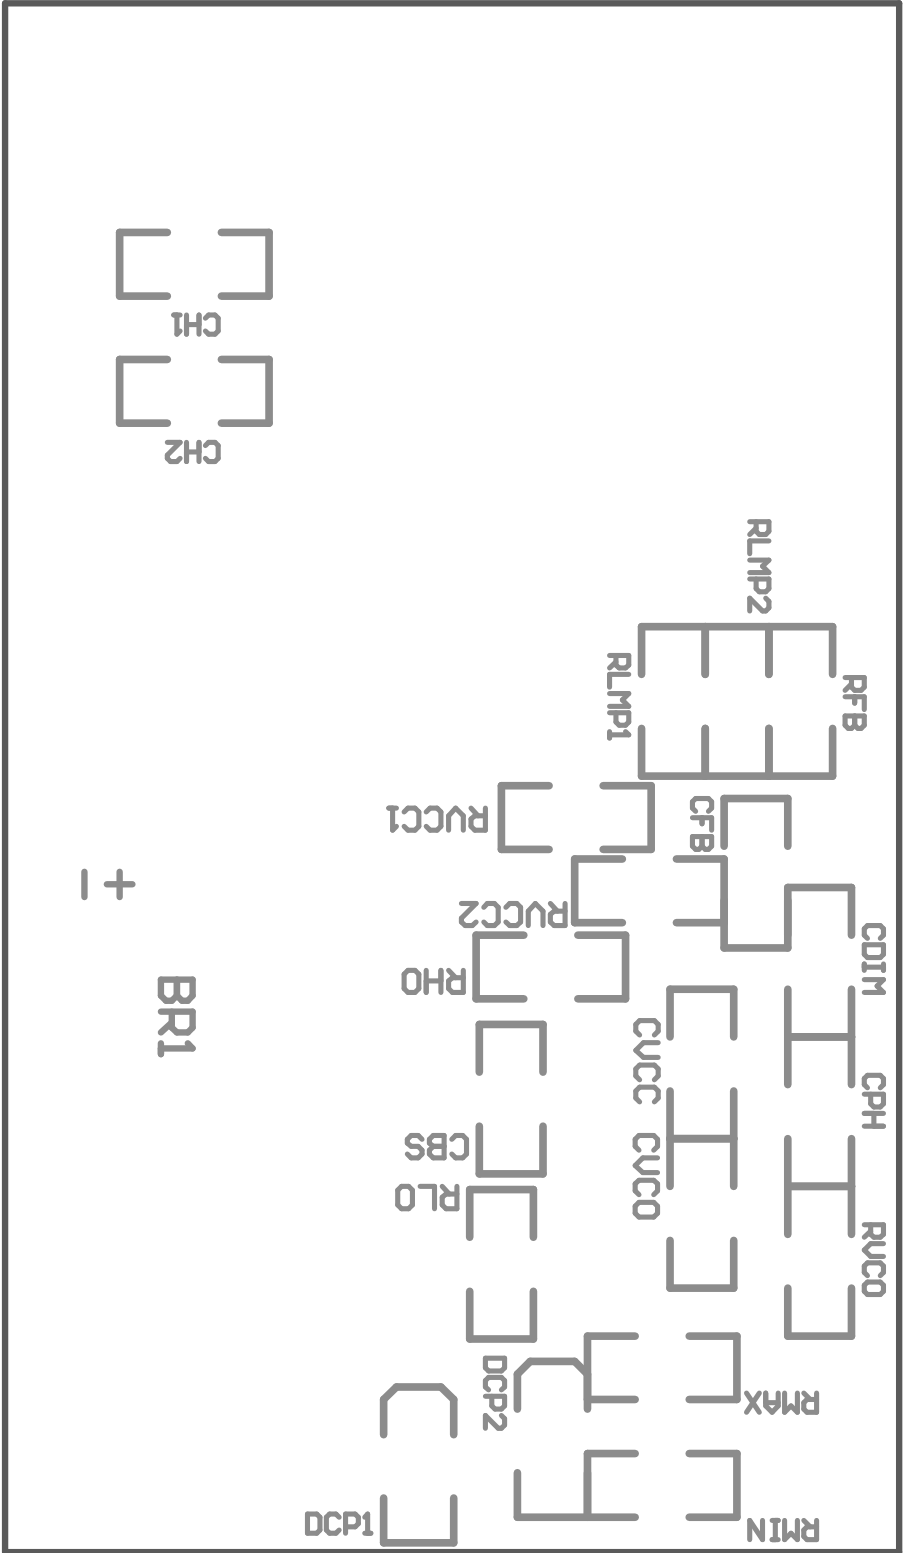 CH1
CH2
RLMP2
RLMP1
RFB
RVCC1
CFB
- +
RVCC2
CDIM
RHO
BR1
CVCC
CPH
CBS
CVCO
RLO
RVCO
DCP2
RMAX
DCP1
RMIN